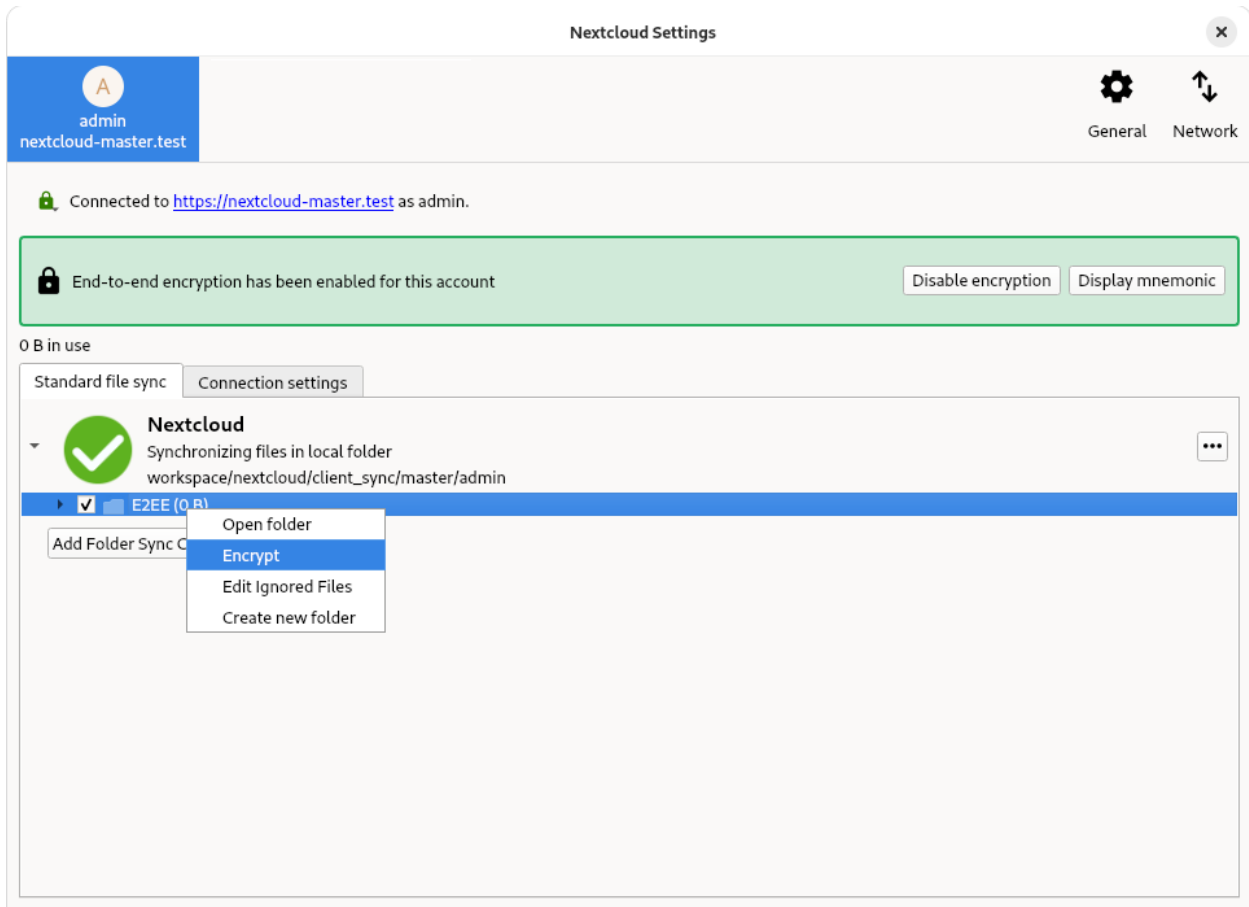 Nextcloud Settings
A
admin
nextcloud-master.test
General
Network
Connected to https://nextcloud-master.test as admin.
End-to-end encryption has been enabled for this account
Disable encryption
Display mnemonic
0 B in use
Standard file sync
Connection settings
Nextcloud
Synchronizing files in local folder
workspace/nextcloud/client_sync/master/admin
E2EE (0 B)
Open folder
Add Folder Sync C
Encrypt
Edit Ignored Files
Create new folder